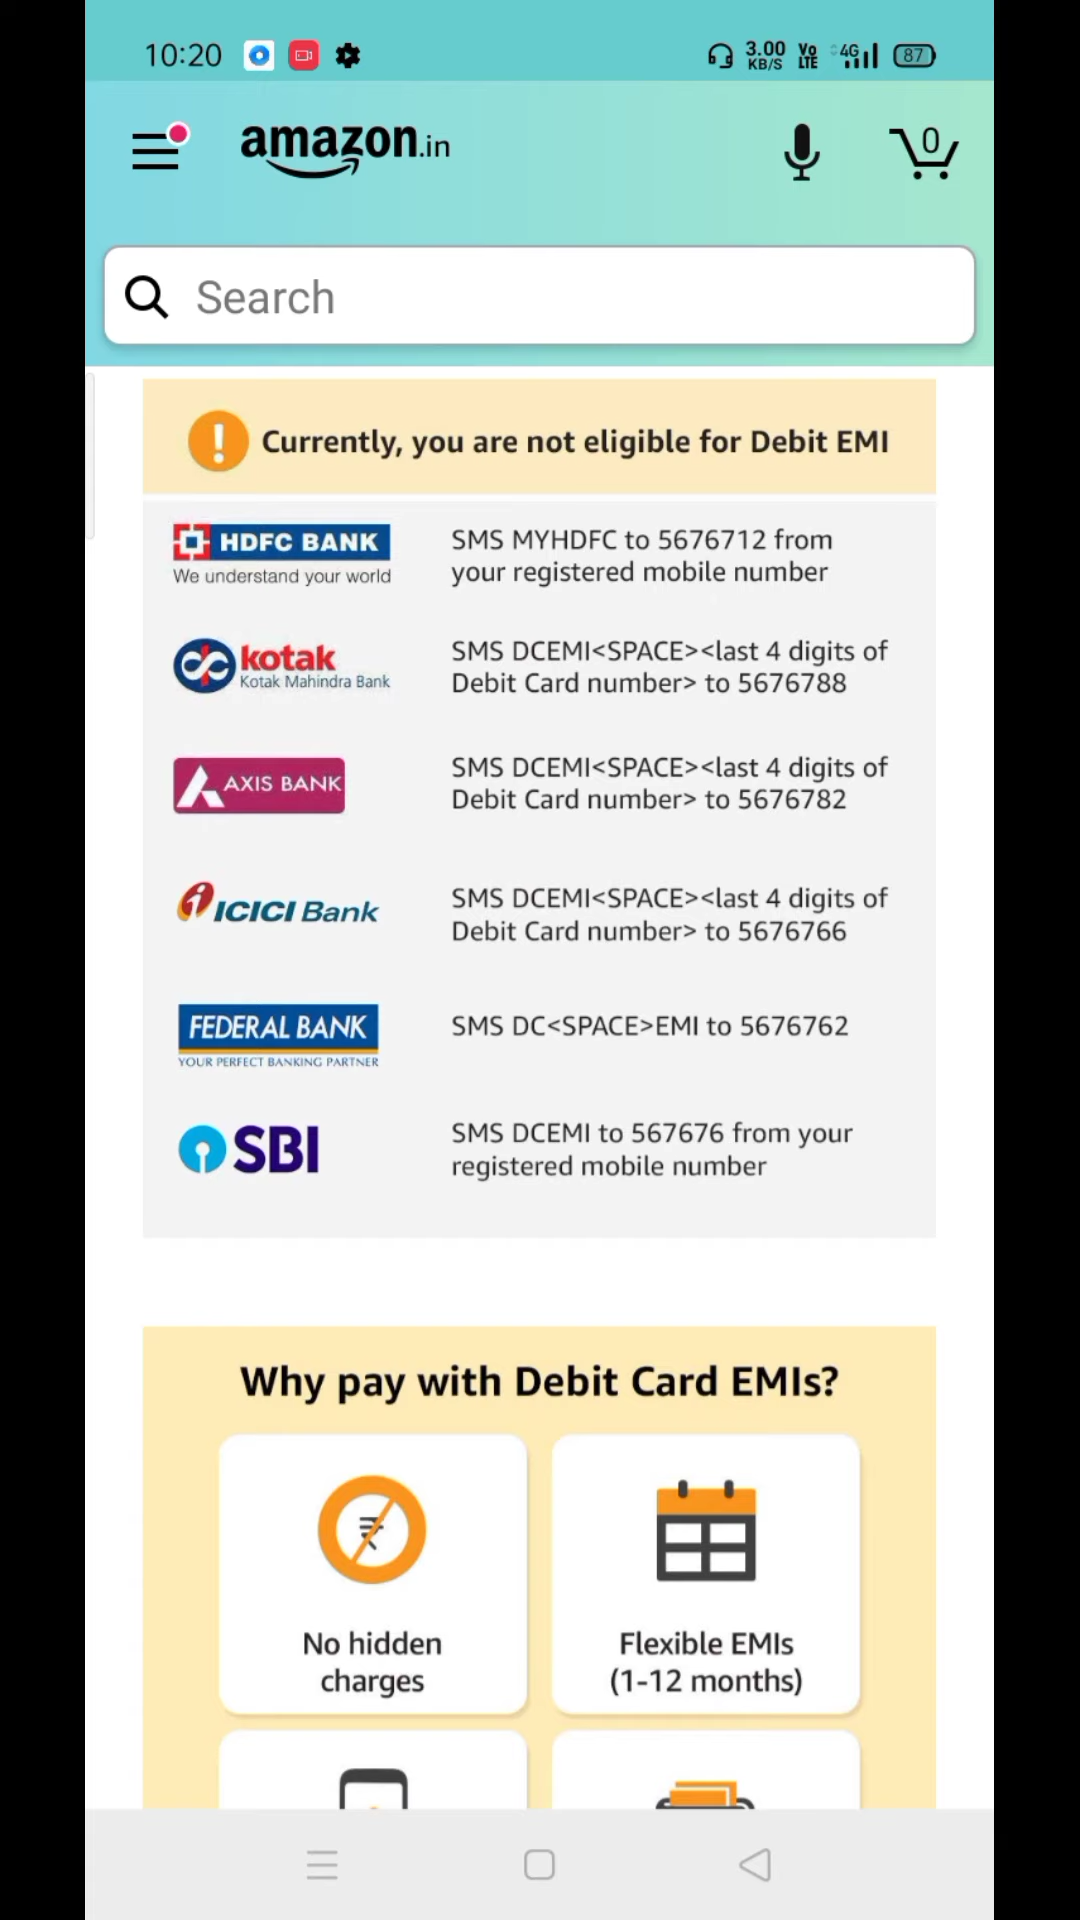 10:20
3.00 KB/S
Vo LTE
4G
87
amazon.in
0
Search
Currently, you are not eligible for Debit EMI
HDFC BANK
We understand your world
SMS MYHDFC to 5676712 from
your registered mobile number
kotak
Kotak Mahindra Bank
SMS DCEMI<SPACE><last 4 digits of
Debit Card number> to 5676788
AXIS BANK
SMS DCEMI<SPACE><last 4 digits of
Debit Card number> to 5676782
ICICI Bank
SMS DCEMI<SPACE><last 4 digits of
Debit Card number> to 5676766
FEDERAL BANK
YOUR PERFECT BANKING PARTNER
SMS DC<SPACE>EMI to 5676762
SBI
SMS DCEMI to 567676 from your
registered mobile number
Why pay with Debit Card EMIs?
₹
No hidden
charges
Flexible EMIs
(1-12 months)